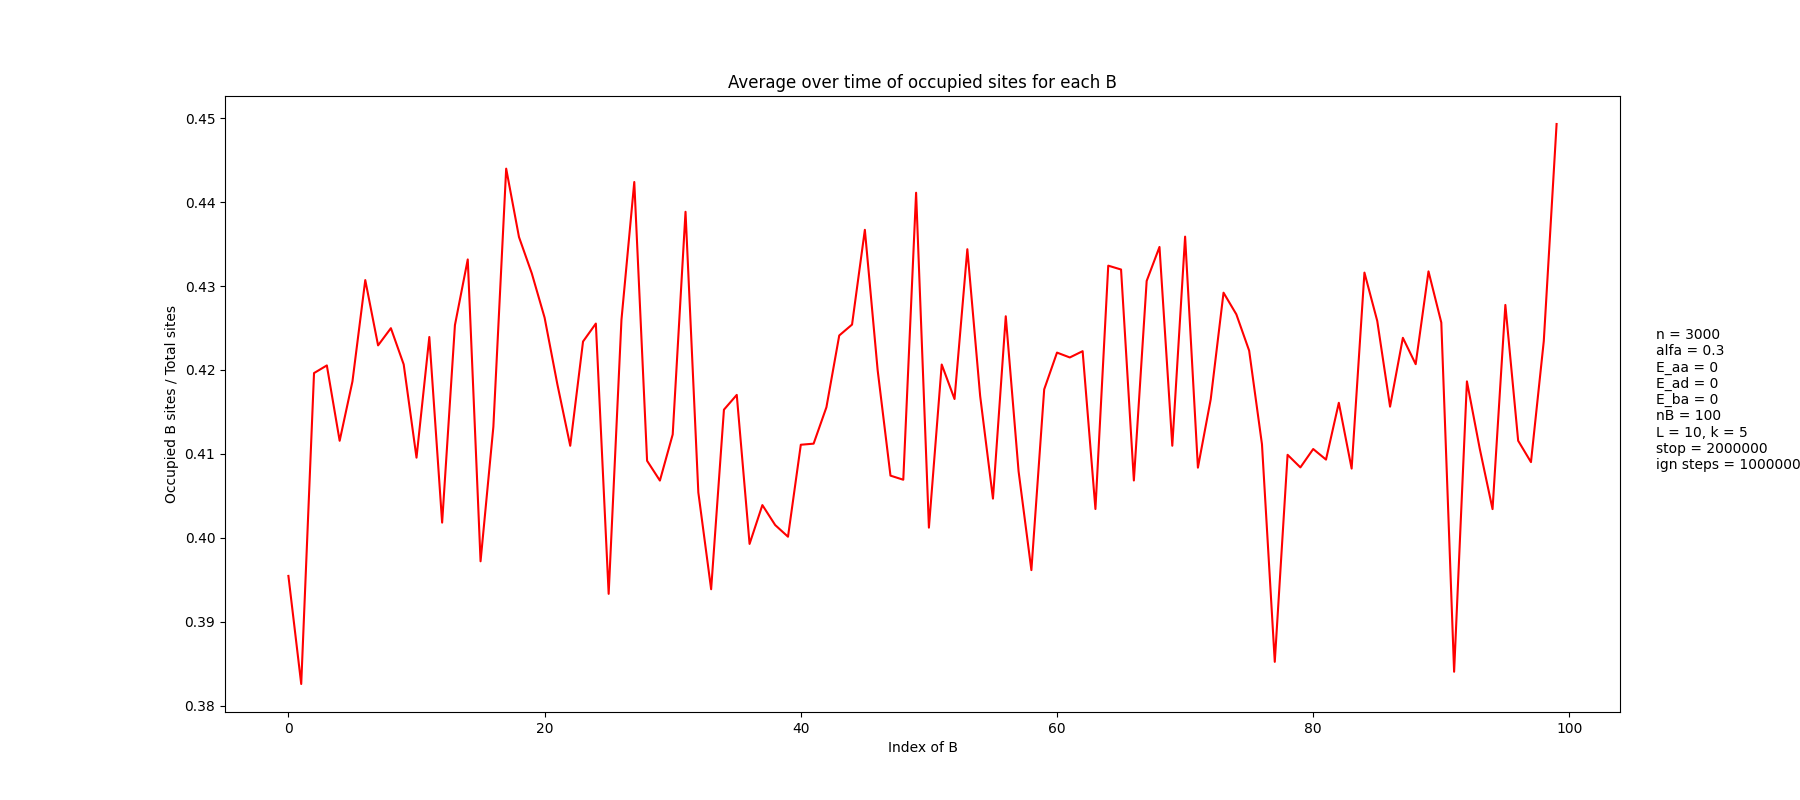 Average over time of occupied sites for each B
Occupied B sites / Total sites
0.45
0.44
0.43
0.42
0.41
0.40
0.39
0.38
0 20 40 60 80 100
Index of B
n = 3000
alfa = 0.3
E_aa = 0
E_ad = 0
E_ba = 0
nB = 100
L = 10, k = 5
stop = 2000000
ign steps = 1000000